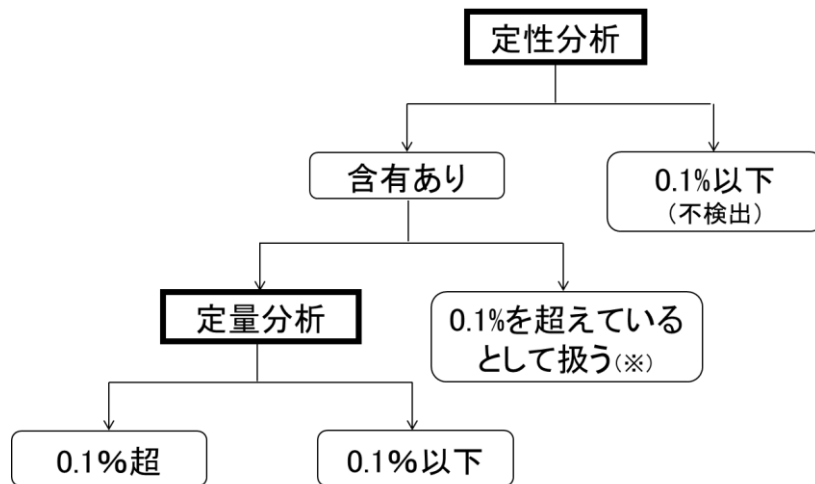 定性分析
含有あり
0.1%以下
（不検出）
定量分析
0.1%を超えている
として扱う(※)
0.1%超
0.1%以下